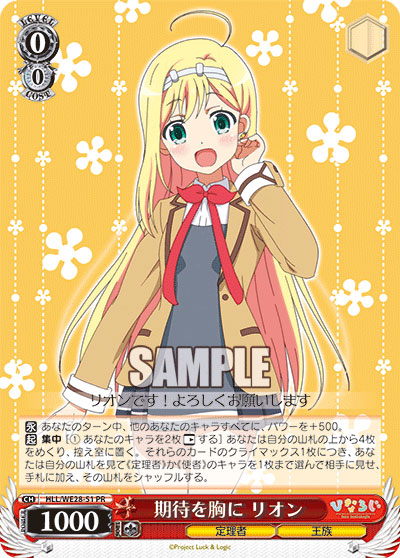 LEVEL
0
0
COST
SAMPLE
リオンです!よろしくお願いします
永 あなたのターン中、他のあなたのキャラすべてに、パワーを+500。
起 集中 [① あなたのキャラを2枚 する] あなたは自分の山札の上から4枚
をめくり、控え室に置く。それらのカードのクライマックス1枚につき、あなた
は自分の山札を見て《定理者》か《使者》のキャラを1枚まで選んで相手に見せ、
手札に加え、その山札をシャッフルする。
CH HLL/WE28-51 PR
1000
期待を胸に リオン
ひなろじ
定理者 王族
©Project Luck & Logic